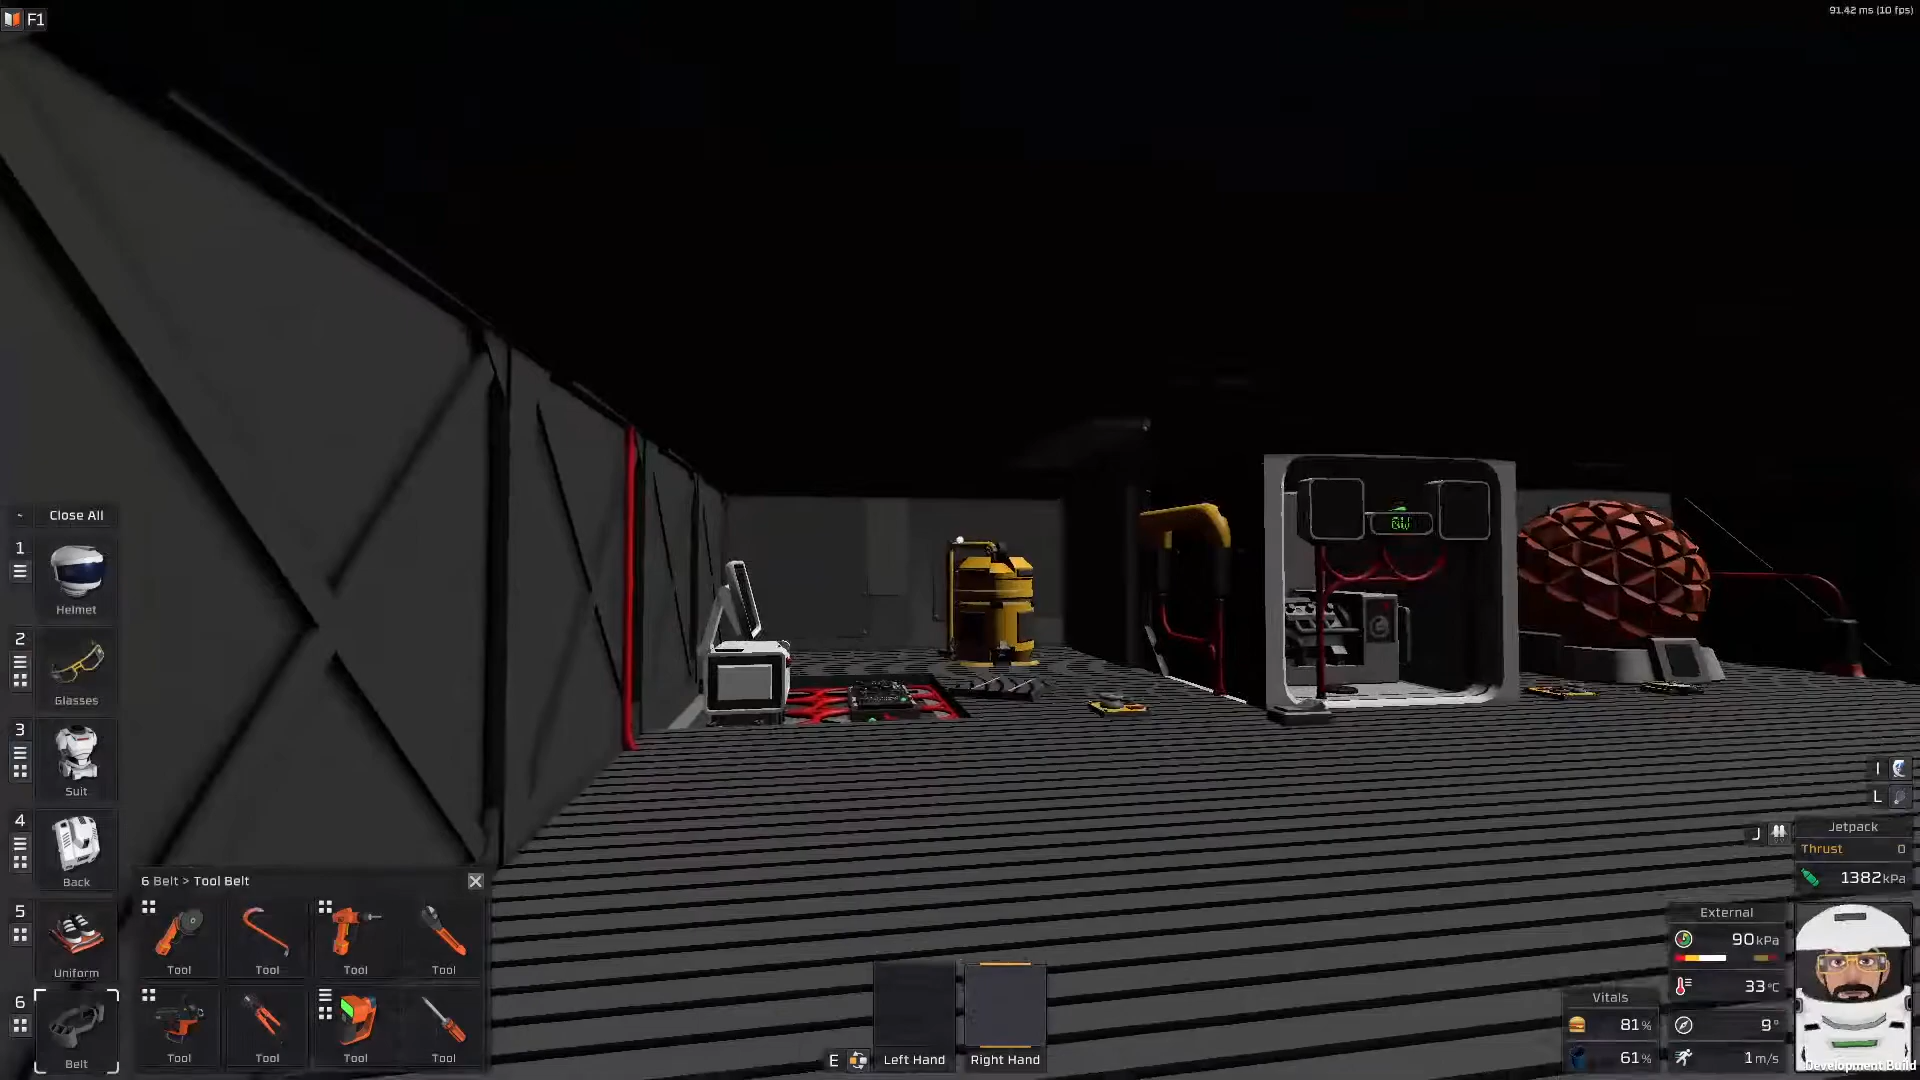 F1
91.42 ms (10 fps)
~ Close All
1
Helmet
2
Glasses
3
Suit
4
Back
5
Uniform
6
Belt
6 Belt > Tool Belt
Tool Tool Tool Tool
Tool Tool Tool Tool
0W
E Left Hand Right Hand
I
L
J Jetpack
Thrust 0
1382kPa
External
90kPa
33°C
9°
1m/s
Vitals
81%
61%
Development Build